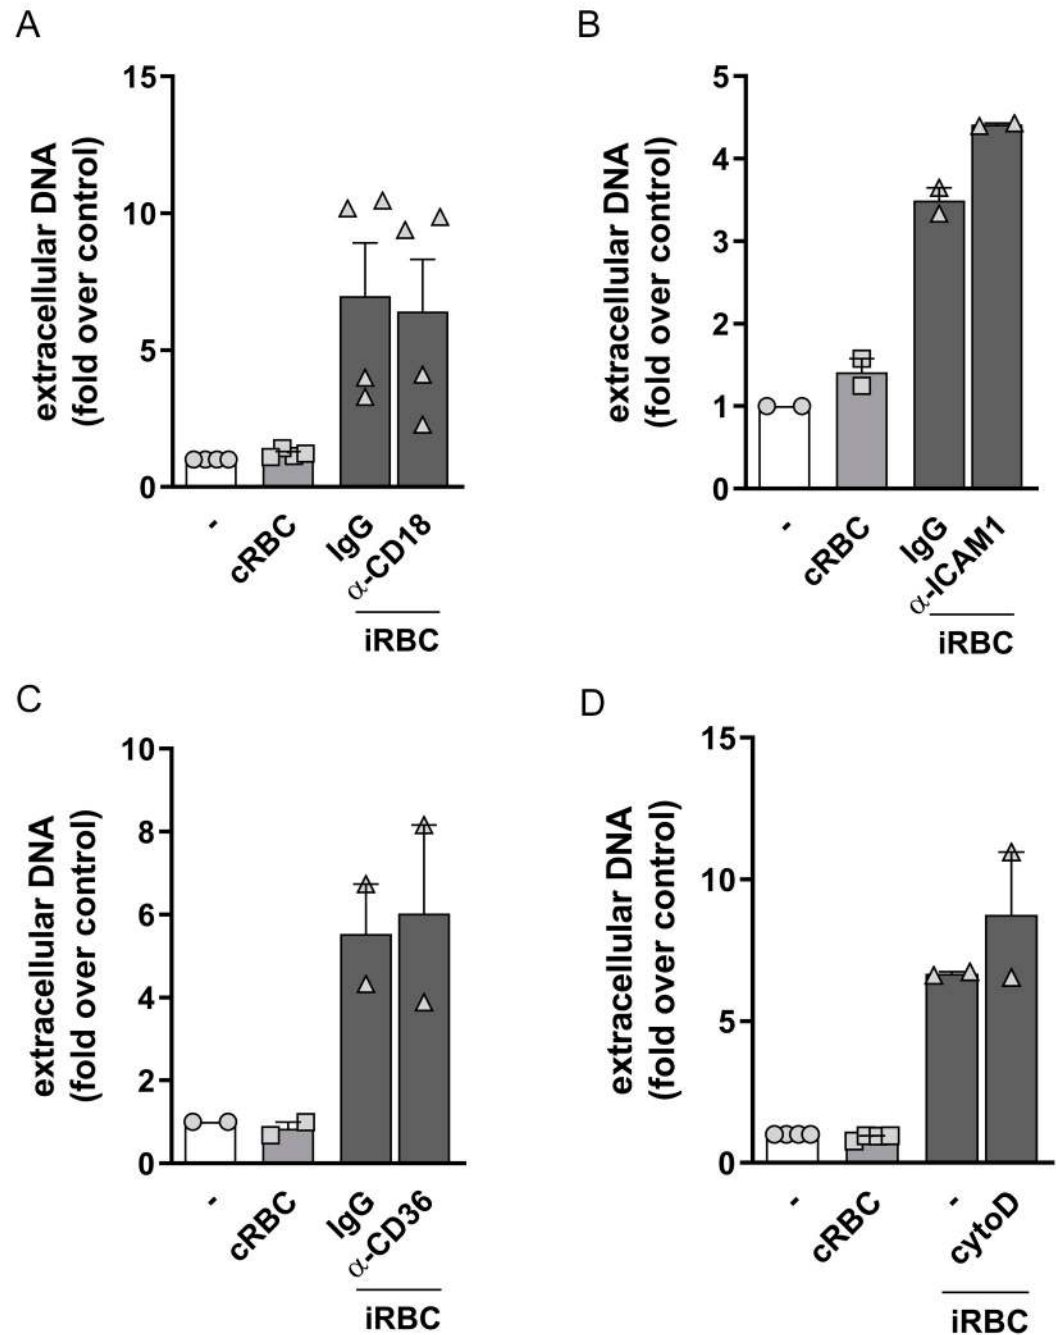 A
extracellular DNA
(fold over control)
15
10
5
0
-
cRBC
IgG
α-CD18
iRBC
B
extracellular DNA
(fold over control)
5
4
3
2
1
0
-
cRBC
IgG
α-ICAM1
iRBC
C
extracellular DNA
(fold over control)
10
8
6
4
2
0
-
cRBC
IgG
α-CD36
iRBC
D
extracellular DNA
(fold over control)
15
10
5
0
-
cRBC
-
cytoD
iRBC